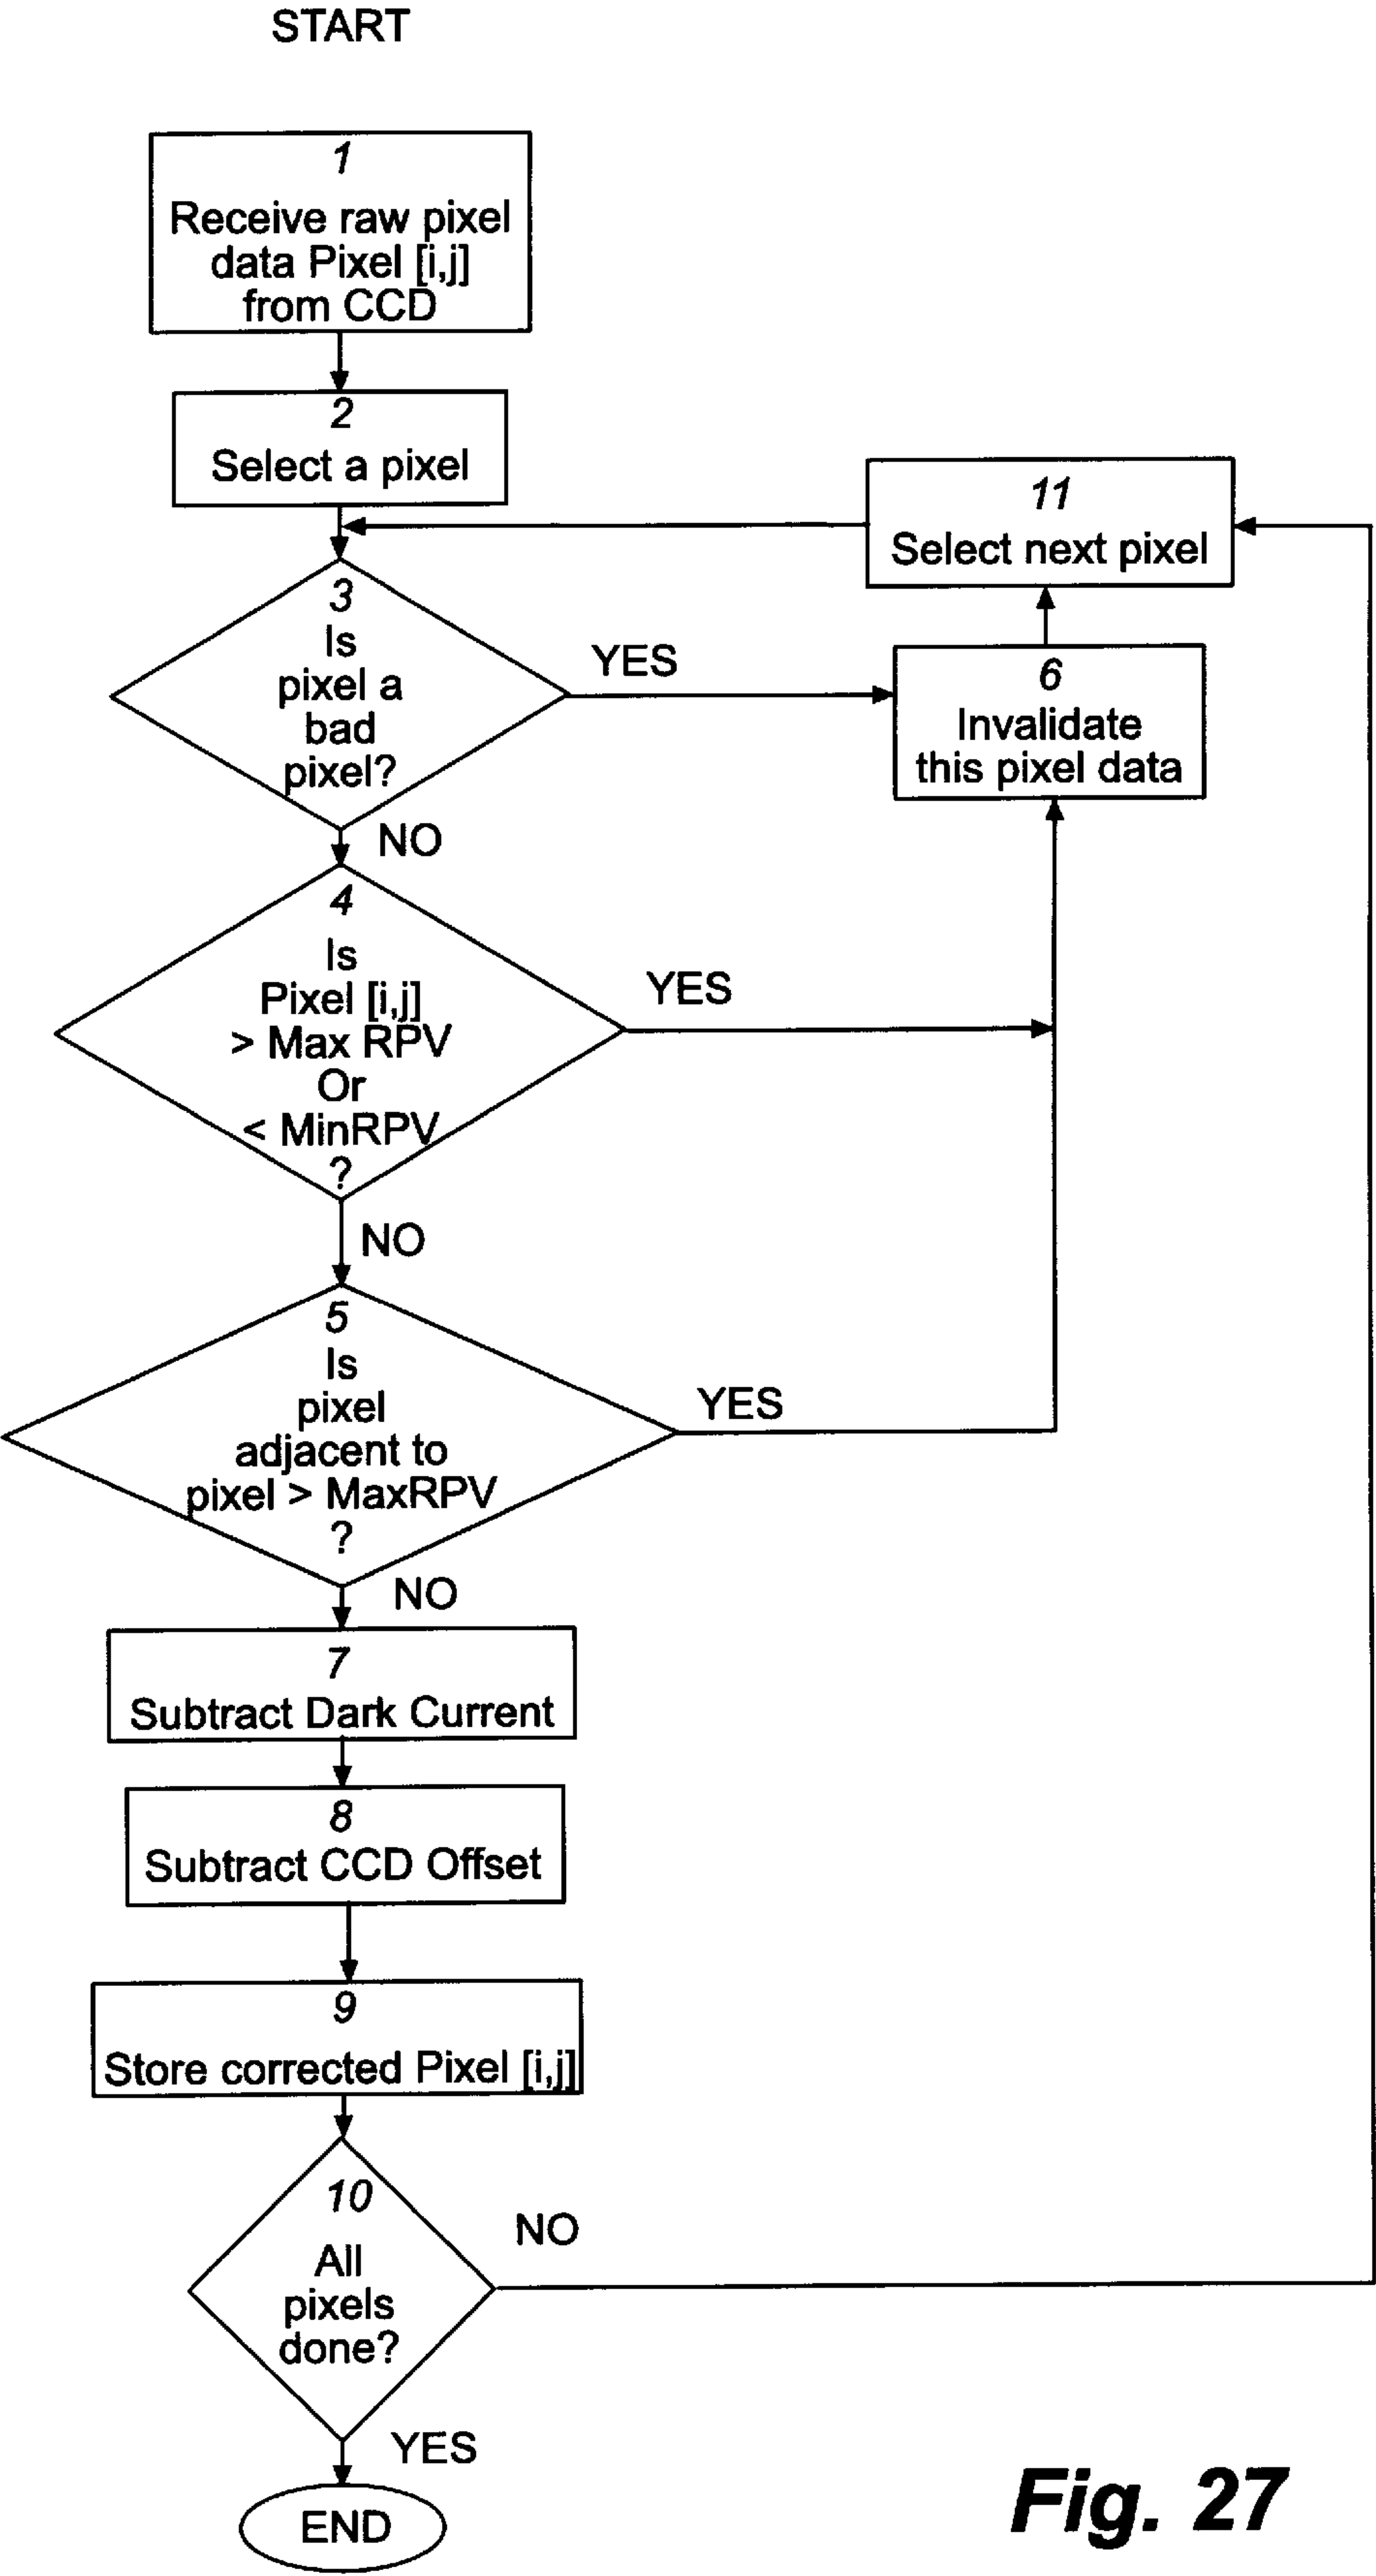 START
1
Receive raw pixel
data Pixel [i,j]
from CCD
2
Select a pixel
11
Select next pixel
3
Is
pixel a
bad
pixel?
YES
6
Invalidate
this pixel data
NO
4
Is
Pixel [i,j]
> Max RPV
Or
< MinRPV
?
YES
NO
5
Is
pixel
adjacent to
pixel > MaxRPV
?
YES
NO
7
Subtract Dark Current
8
Subtract CCD Offset
9
Store corrected Pixel [i,j]
10
All
pixels
done?
NO
YES
END
Fig. 27